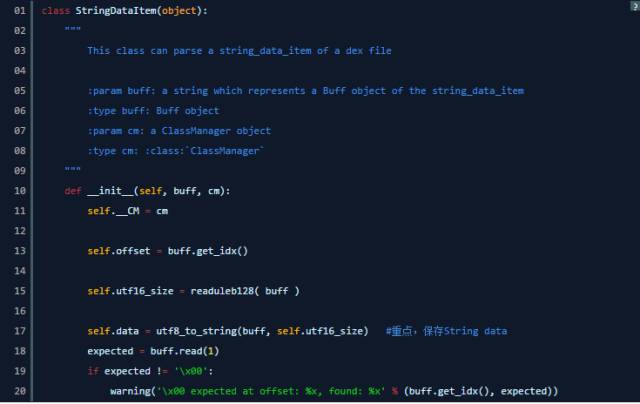 01 class StringDataItem(object):
02     """
03         This class can parse a string_data_item of a dex file
04
05         :param buff: a string which represents a Buff object of the string_data_item
06         :type buff: Buff object
07         :param cm: a ClassManager object
08         :type cm: :class:`ClassManager`
09     """
10     def __init__(self, buff, cm):
11         self.__CM = cm
12
13         self.offset = buff.get_idx()
14
15         self.utf16_size = readuleb128( buff )
16
17         self.data = utf8_to_string(buff, self.utf16_size)   #重点，保存String data
18         expected = buff.read(1)
19         if expected != '\x00':
20             warning('\x00 expected at offset: %x, found: %x' % (buff.get_idx(), expected))
?